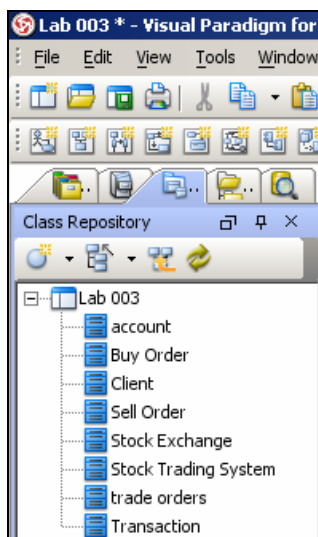 Lab 003 * - Visual Paradigm for
File Edit View Tools Window
Class Repository
Lab 003
account
Buy Order
Client
Sell Order
Stock Exchange
Stock Trading System
trade orders
Transaction